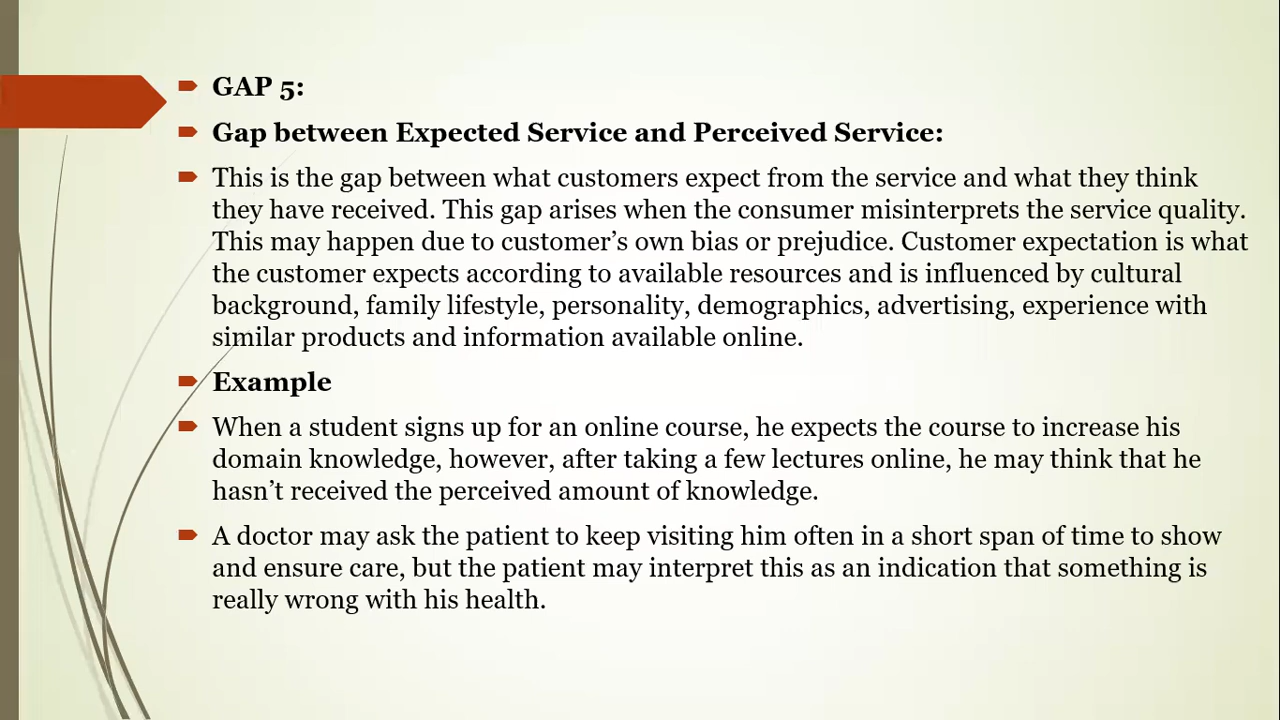 GAP 5:
Gap between Expected Service and Perceived Service:
This is the gap between what customers expect from the service and what they think
they have received. This gap arises when the consumer misinterprets the service quality.
This may happen due to customer’s own bias or prejudice. Customer expectation is what
the customer expects according to available resources and is influenced by cultural
background, family lifestyle, personality, demographics, advertising, experience with
similar products and information available online.
Example
When a student signs up for an online course, he expects the course to increase his
domain knowledge, however, after taking a few lectures online, he may think that he
hasn’t received the perceived amount of knowledge.
A doctor may ask the patient to keep visiting him often in a short span of time to show
and ensure care, but the patient may interpret this as an indication that something is
really wrong with his health.